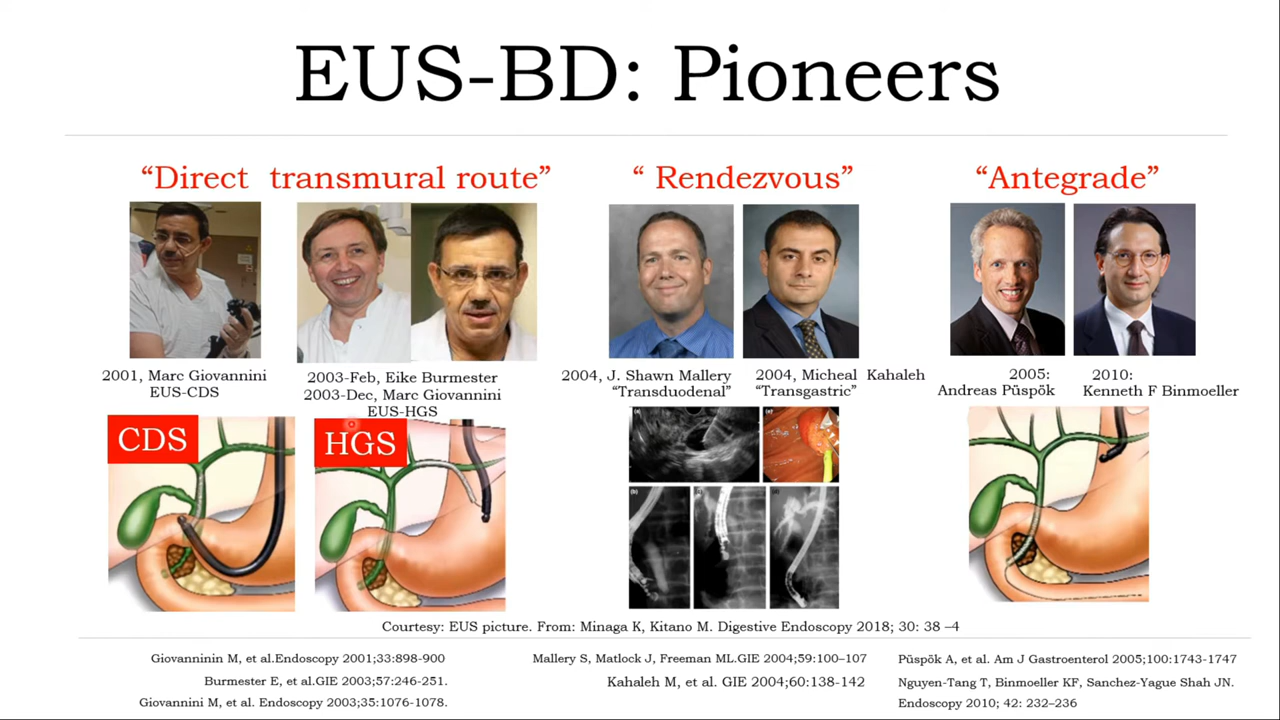 EUS-BD: Pioneers
“Direct transmural route”
“ Rendezvous”
“Antegrade”
2001, Marc Giovannini
EUS-CDS
2003-Feb, Eike Burmester
2003-Dec, Marc Giovannini
EUS-HGS
2004, J. Shawn Mallery
“Transduodenal”
2004, Micheal Kahaleh
“Transgastric”
2005:
Andreas Püspök
2010:
Kenneth F Binmoeller
CDS
HGS
(a)
(e)
(b)
(c)
(d)
Courtesy: EUS picture. From: Minaga K, Kitano M. Digestive Endoscopy 2018; 30: 38 –4
Giovanninin M, et al.Endoscopy 2001;33:898-900
Burmester E, et al.GIE 2003;57:246-251.
Giovannini M, et al. Endoscopy 2003;35:1076-1078.
Mallery S, Matlock J, Freeman ML.GIE 2004;59:100–107
Kahaleh M, et al. GIE 2004;60:138-142
Püspök A, et al. Am J Gastroenterol 2005;100:1743-1747
Nguyen-Tang T, Binmoeller KF, Sanchez-Yague Shah JN.
Endoscopy 2010; 42: 232–236